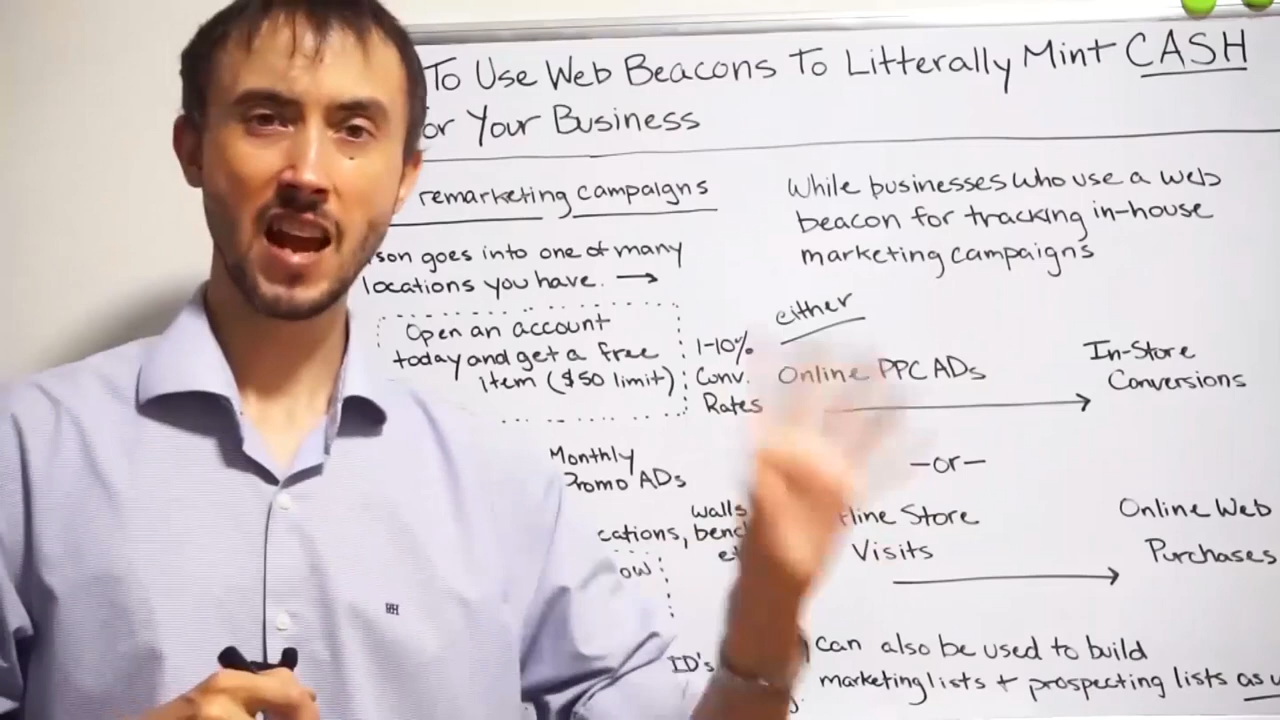 To Use Web Beacons To Litterally Mint CASH
or Your Business
remarketing campaigns
son goes into one of many
locations you have. →
Open an account
today and get a free
item ($50 limit)
1-10%
Conv.
Rates
Monthly
Promo ADs
walls
cations, benc
ow
ID's
While businesses who use a web
beacon for tracking in-house
marketing campaigns
either
Online PPC ADs
In-Store
Conversions
-or-
line Store
Visits
Online Web
Purchases
can also be used to build
marketing lists + prospecting lists as